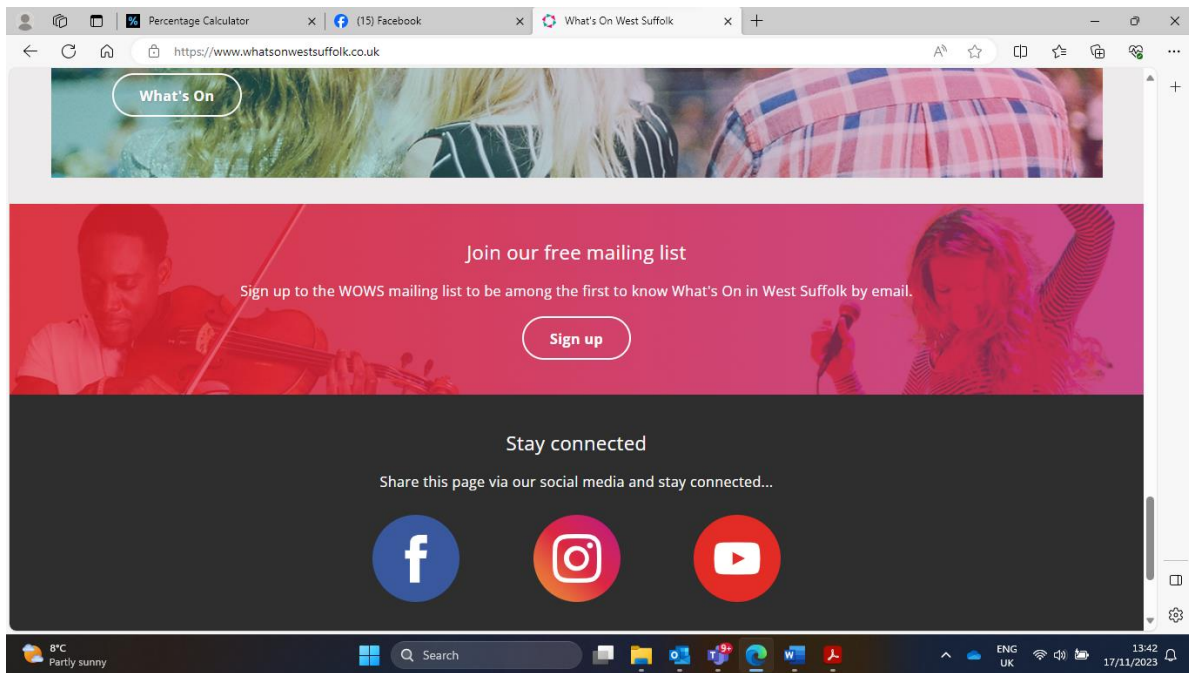 Percentage Calculator
(15) Facebook
What's On West Suffolk
https://www.whatsonwestsuffolk.co.uk
What's On
Join our free mailing list
Sign up to the WOWS mailing list to be among the first to know What's On in West Suffolk by email.
Sign up
Stay connected
Share this page via our social media and stay connected...
8°C
Partly sunny
Search
9+
ENG
UK
13:42
17/11/2023